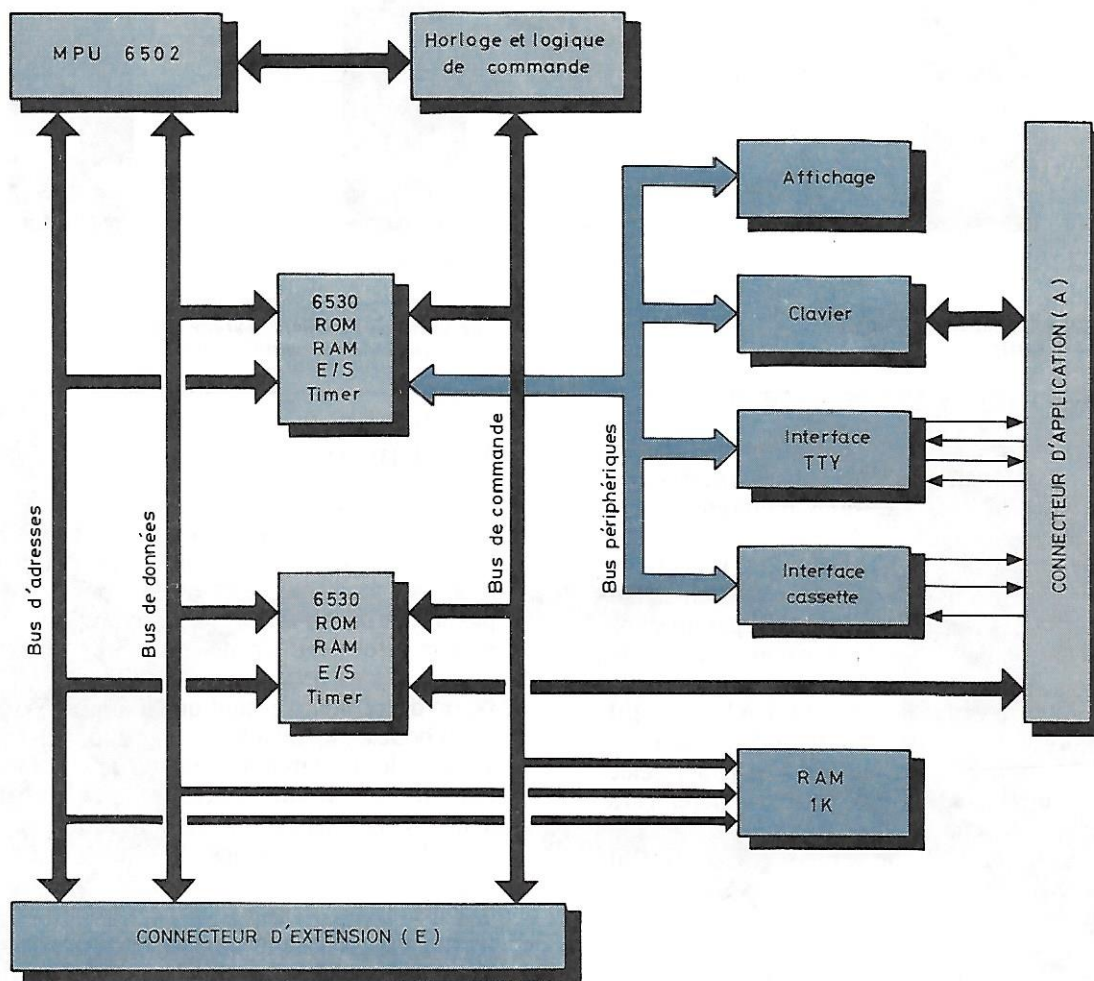 MPU 6502
Horloge et logique
de commande
Affichage
6530
ROM
RAM
E/S
Timer
Clavier
Interface
TTY
Interface
cassette
CONNECTEUR D'APPLICATION (A)
Bus d'adresses
Bus de données
Bus de commande
Bus périphériques
6530
ROM
RAM
E/S
Timer
RAM
1K
CONNECTEUR D'EXTENSION (E)